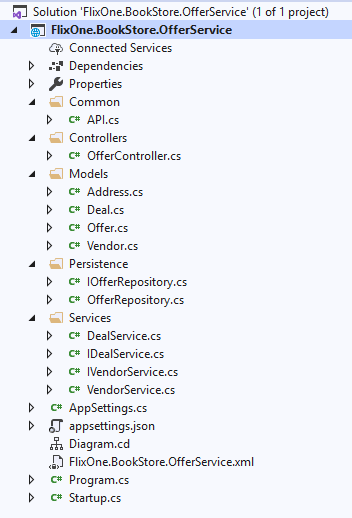 Solution 'FlixOne.BookStore.OfferService' (1 of 1 project)
FlixOne.BookStore.OfferService
Connected Services
Dependencies
Properties
Common
C# API.cs
Controllers
C# OfferController.cs
Models
C# Address.cs
C# Deal.cs
C# Offer.cs
C# Vendor.cs
Persistence
C# IOfferRepository.cs
C# OfferRepository.cs
Services
C# DealService.cs
C# IDealService.cs
C# IVendorService.cs
C# VendorService.cs
C# AppSettings.cs
appsettings.json
Diagram.cd
FlixOne.BookStore.OfferService.xml
C# Program.cs
C# Startup.cs